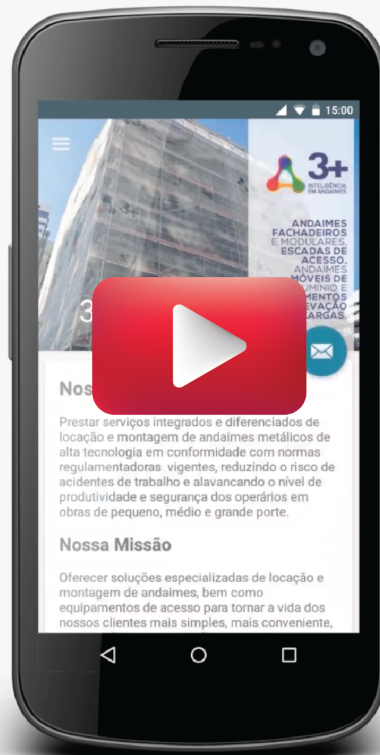 15:00
3+
INTELIGÊNCIA
EM ANDAIMES
ANDAIMES
FACHADEIROS
E MODULARES,
ESCADAS DE
ACESSO,
ANDAIMES
MÓVEIS DE
E
3
Prestar serviços integrados e diferenciados de
locação e montagem de andaimes metálicos de
alta tecnologia em conformidade com normas
regulamentadoras vigentes, reduzindo o risco de
acidentes de trabalho e alavancando o nível de
produtividade e segurança dos operários em
obras de pequeno, médio e grande porte.
Nossa Missão
Oferecer soluções especializadas de locação e
montagem de andaimes, bem como
equipamentos de acesso para tornar a vida dos
nossos clientes mais simples, mais conveniente,